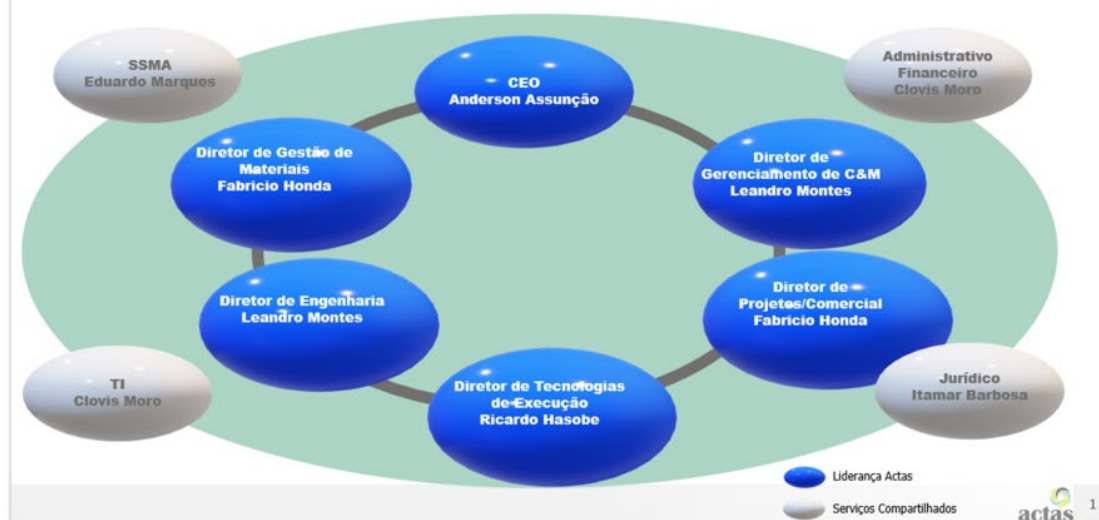 SSMA
Eduardo Marques
CEO
Anderson Assunção
Administrativo
Financeiro
Clovis Moro
Diretor de Gestão de
Materiais
Fabricio Honda
Diretor de
Gerenciamento de C&M
Leandro Montes
Diretor de Engenharia
Leandro Montes
Diretor de
Projetos/Comercial
Fabricio Honda
TI
Clovis Moro
Diretor de Tecnologias
de Execução
Ricardo Hasobe
Jurídico
Itamar Barbosa
Liderança Actas
Serviços Compartilhados
actas
1